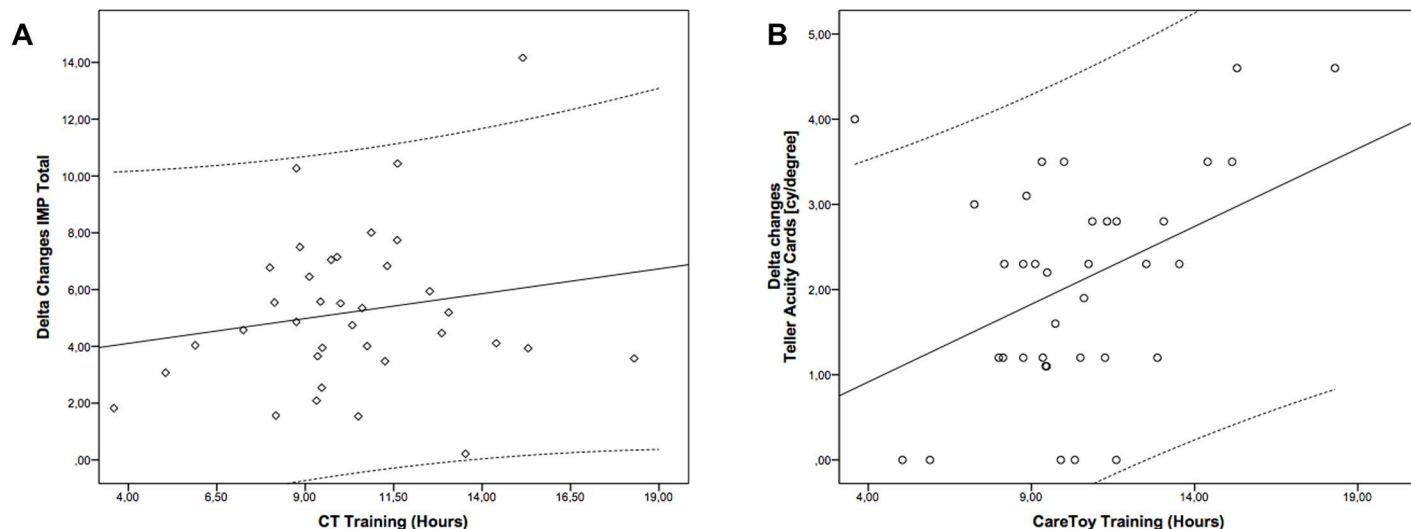 A
Delta Changes IMP Total
14,00
12,00
10,00
8,00
6,00
4,00
2,00
,00
4,00 6,50 9,00 11,50 14,00 16,50 19,00
CT Training (Hours)
B
Delta changes
Teller Acuity Cards [cy/degree]
5,00
4,00
3,00
2,00
1,00
,00
4,00 9,00 14,00 19,00
CareToy Training (Hours)